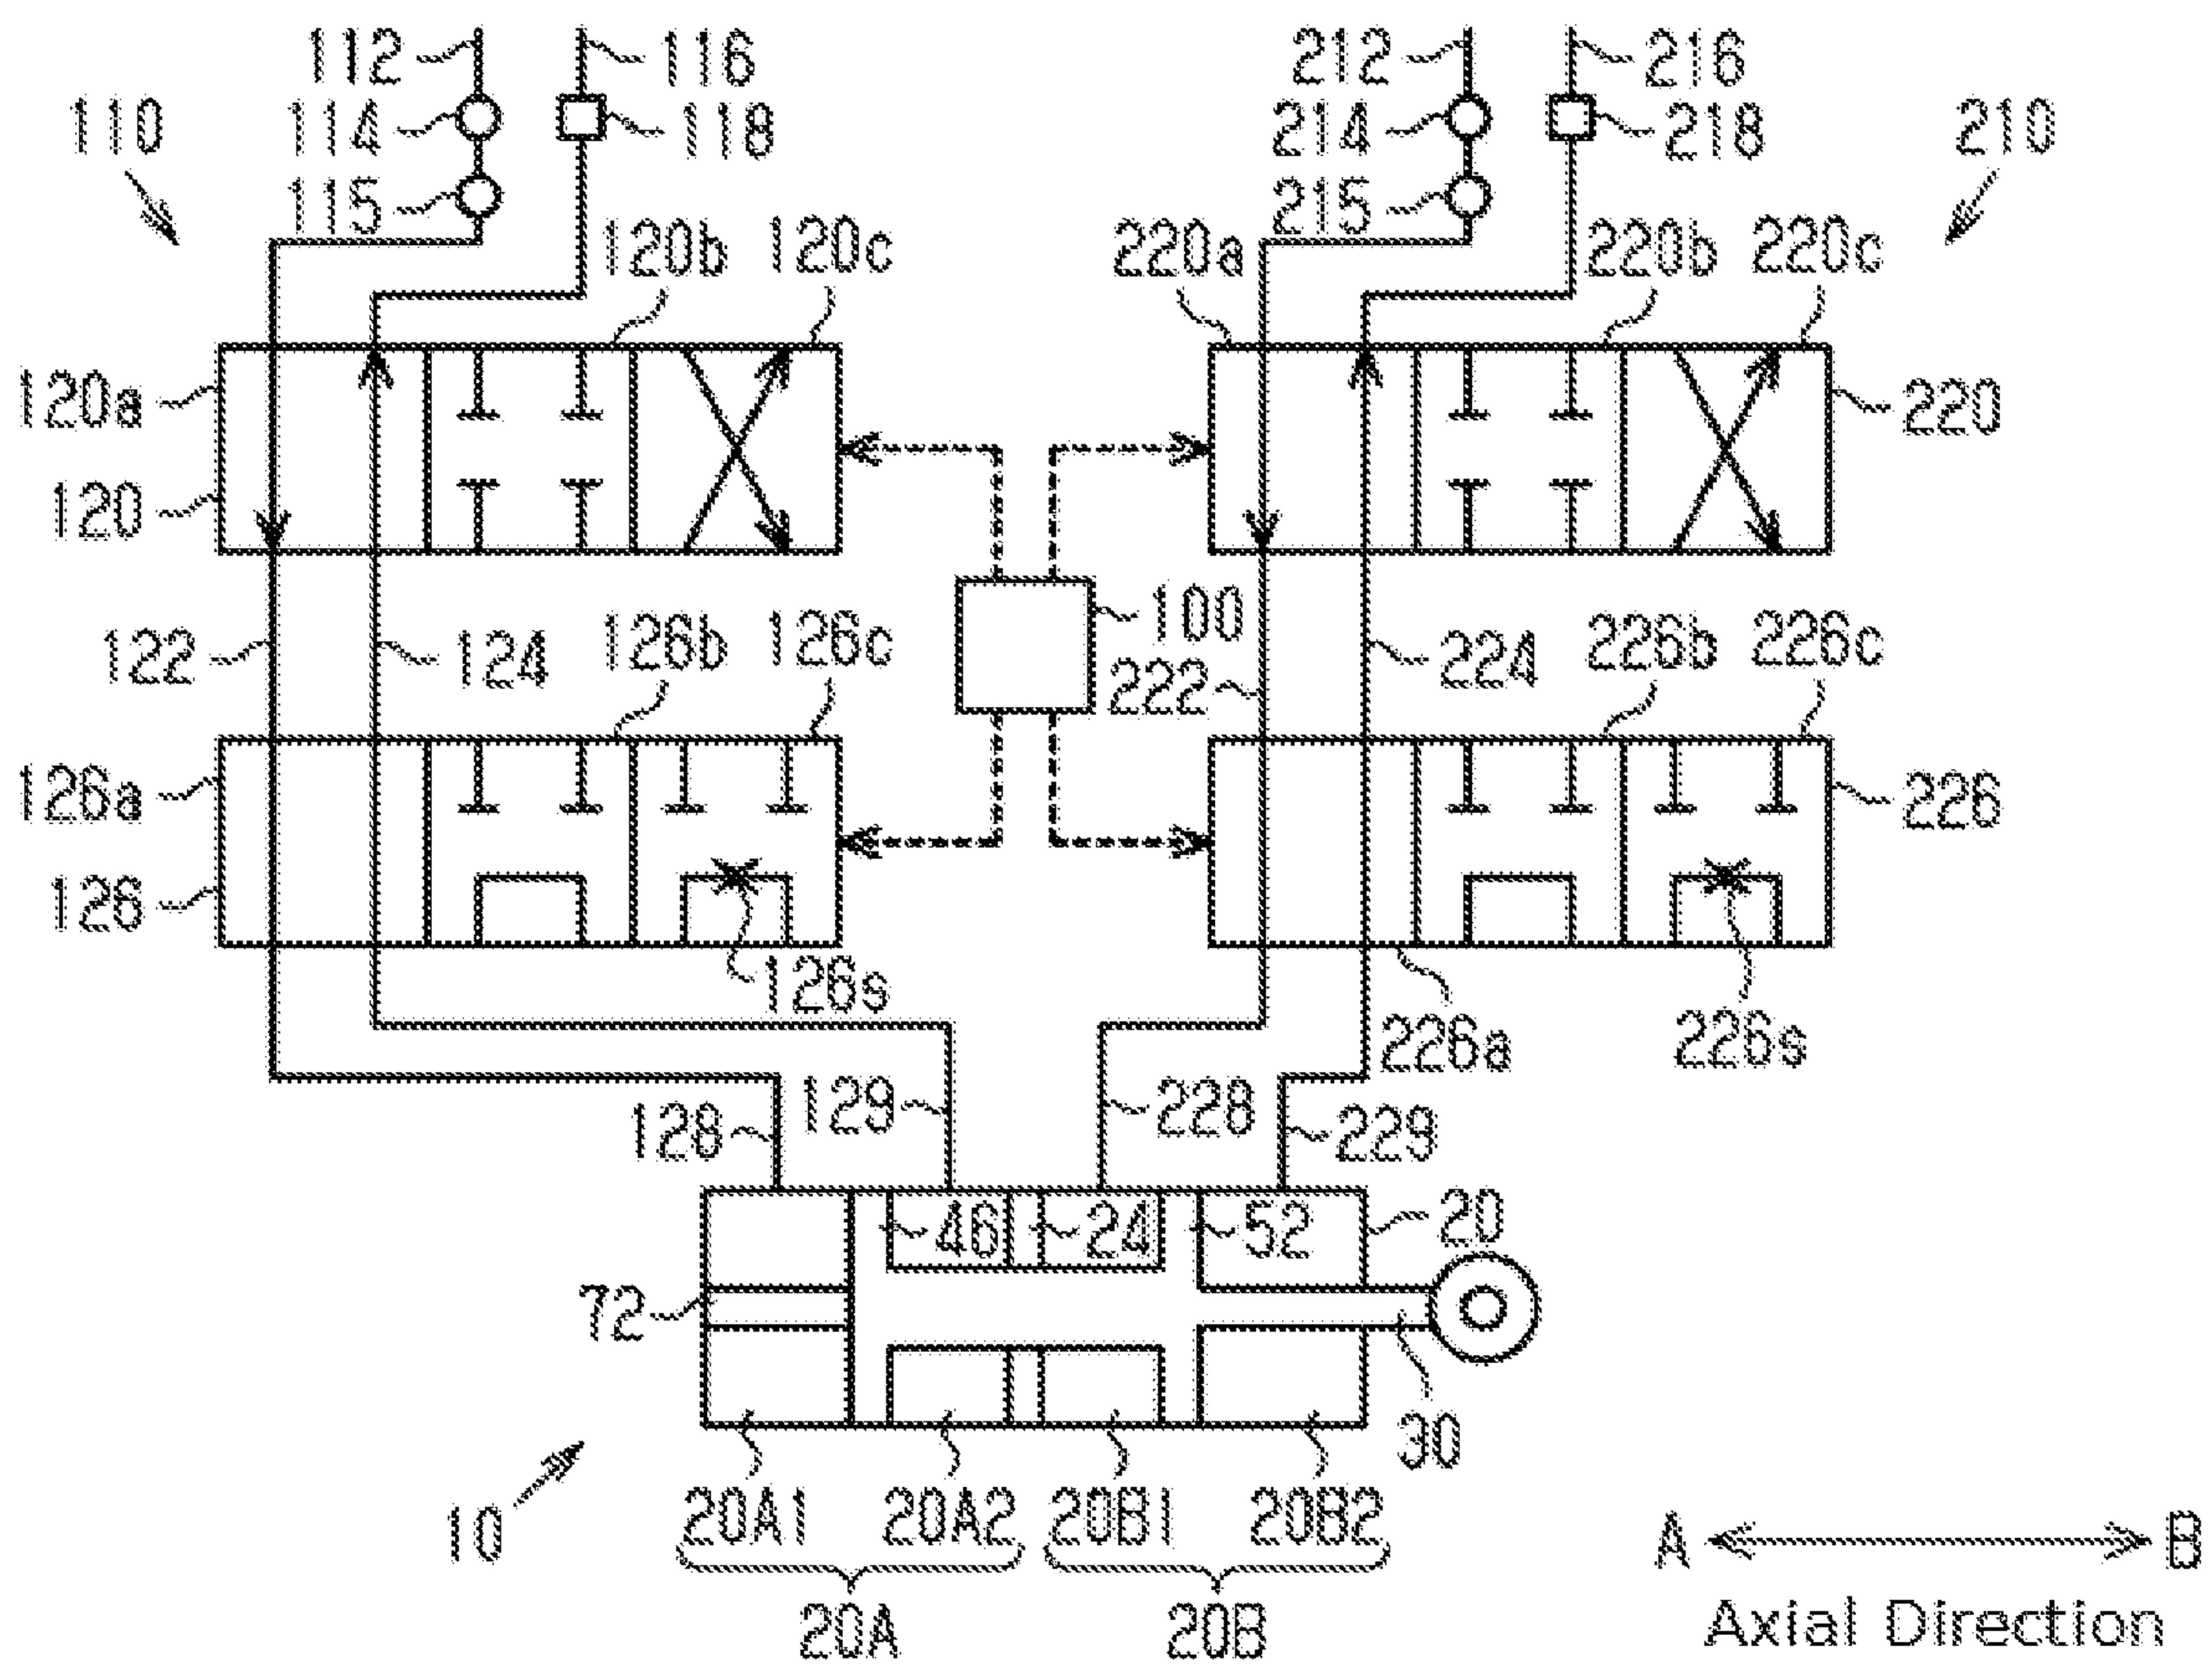 112 116 212 216
110 114 118 214 218 210
115 215
120b 120c 220a 220b 220c
120a 220
120
100
122 124 126b 126c 222 224 226b 226c
126a 226
126
126s 226a 226s
128 129 228 229
46 24 52 20
72
30
10 20A1 20A2 20B1 20B2 A B
20A 20B Axial Direction